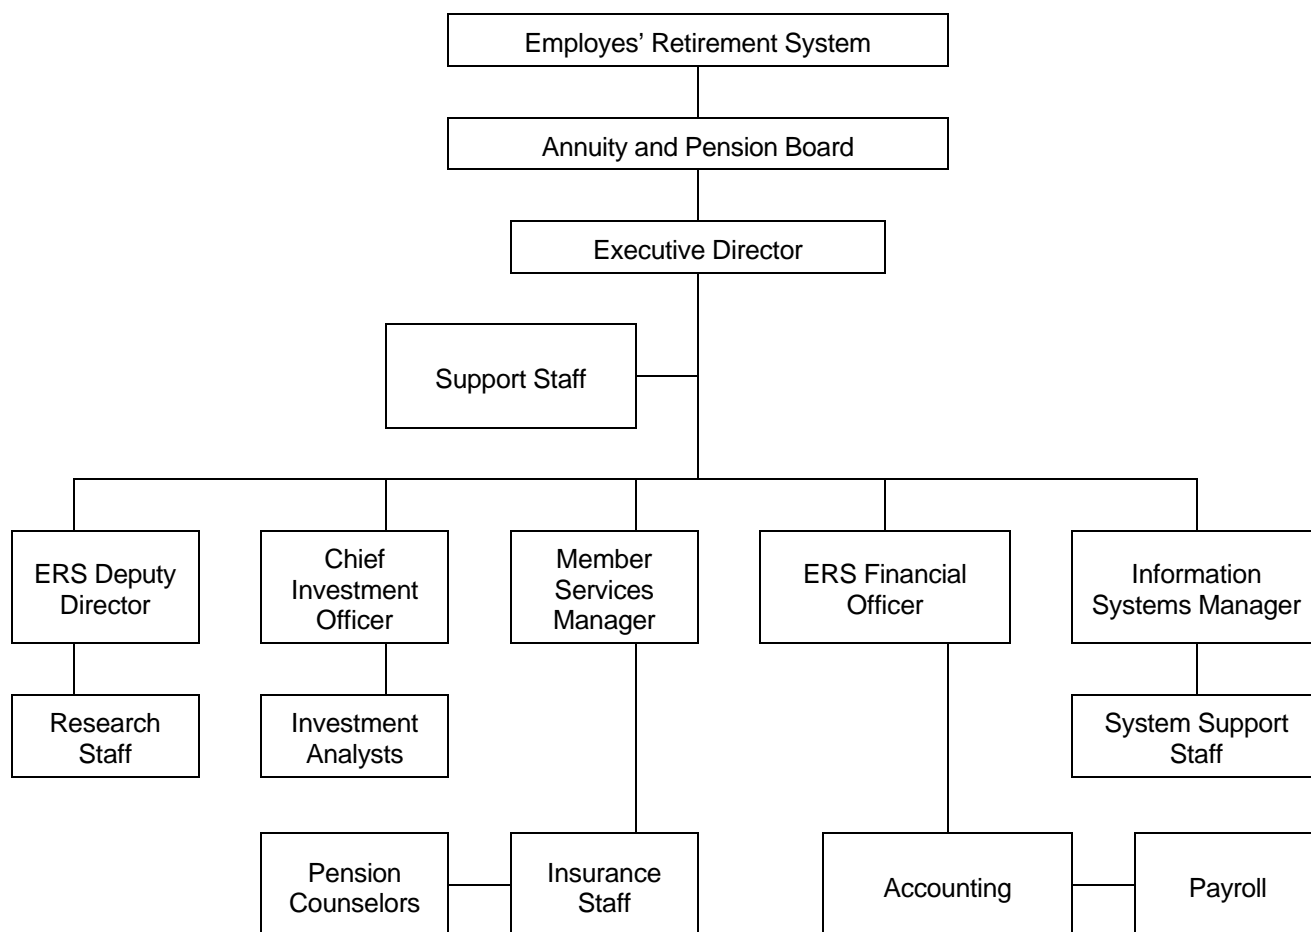 Employes’ Retirement System
Annuity and Pension Board
Executive Director
Support Staff
ERS Deputy
Director
Chief
Investment
Officer
Member
Services
Manager
ERS Financial
Officer
Information
Systems Manager
Research
Staff
Investment
Analysts
System Support
Staff
Pension
Counselors
Insurance
Staff
Accounting
Payroll